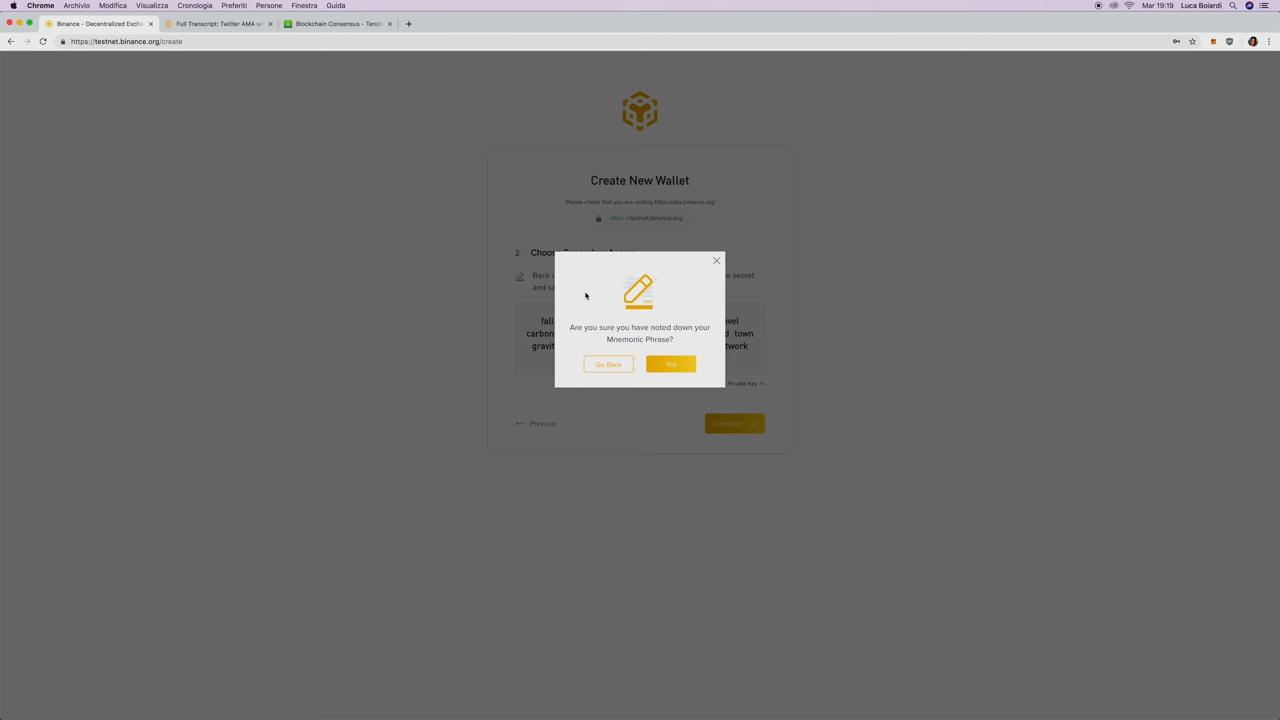 Chrome Archivio Modifica Visualizza Cronologia Preferiti Persone Finestra Guida Mar 19:19 Luca Boiardi
Binance - Decentralized Excha Full Transcript: Twitter AMA wi Blockchain Consensus - Tende
https://testnet.binance.org/create
Create New Wallet
Please check that you are visiting https://dex.binance.org
https://testnet.binance.org
2
Back u e secret
and sa
fall
carbon town
gravit twork
Are you sure you have noted down your
Mnemonic Phrase?
Go Back Yes
Private Key >>
Previous Continue